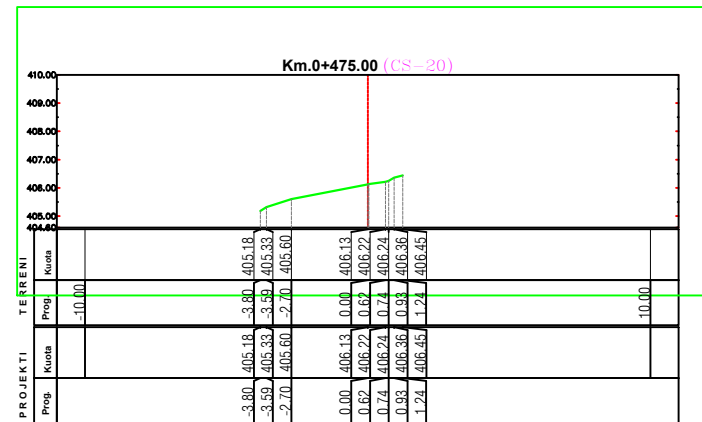 Km.0+475.00 (CS-20)
410.00
409.00
408.00
407.00
406.00
405.00
404.60
TERRENI
Kuota
405.18 405.33 405.60 406.13 406.22 406.24 406.36 406.45
Prog.
-10.00 -3.80 -3.59 -2.70 0.00 0.62 0.74 0.93 1.24 10.00
PROJEKTI
Kuota
405.18 405.33 405.60 406.13 406.22 406.24 406.36 406.45
Prog.
-3.80 -3.59 -2.70 0.00 0.62 0.74 0.93 1.24